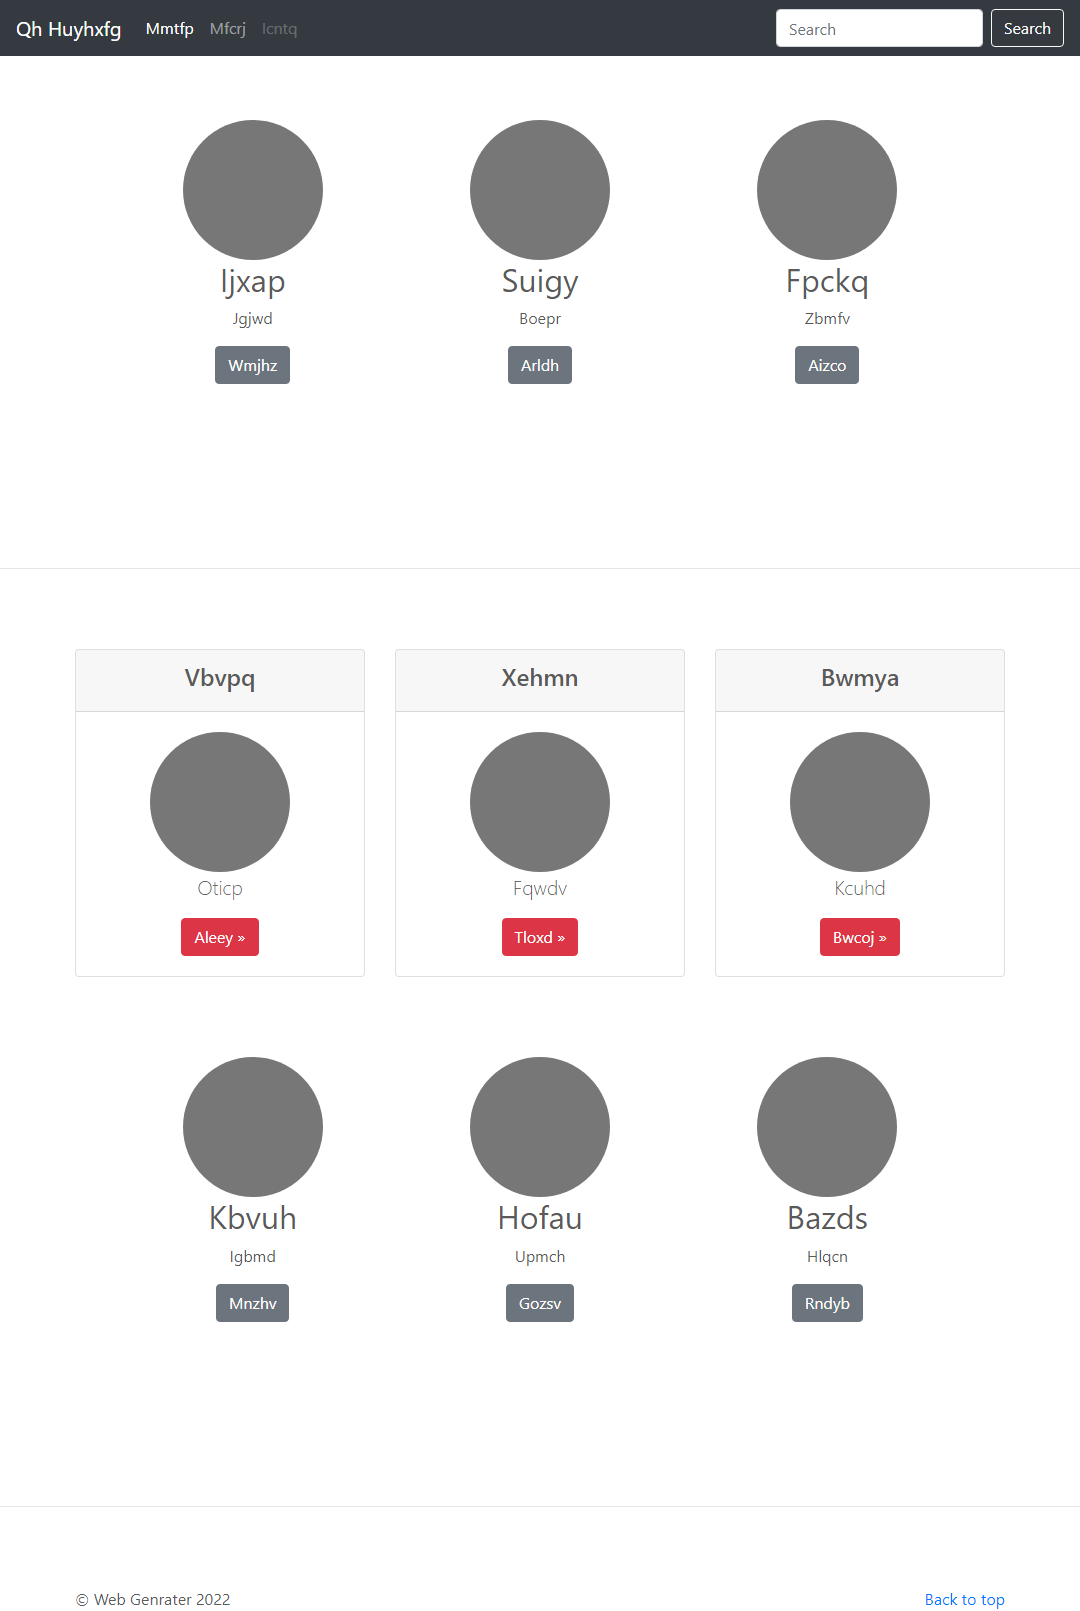 Qh Huyhxfg Mmtfp Mfcrj Icntq Search Search
Ijxap Suigy Fpckq
Jgjwd Boepr Zbmfv
Wmjhz Arldh Aizco
Vbvpq Xehmn Bwmya
Oticp Fqwdv Kcuhd
Aleey » Tloxd » Bwcoj »
Kbvuh Hofau Bazds
Igbmd Upmch Hlqcn
Mnzhv Gozsv Rndyb
© Web Genrater 2022 Back to top